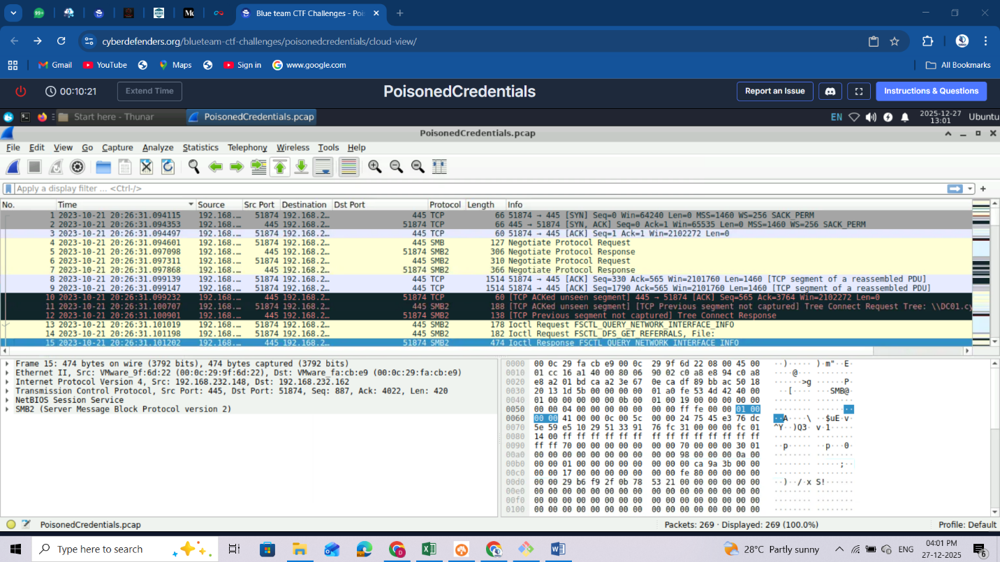 99+
Blue team CTF Challenges - Poi
cyberdefenders.org/blueteam-ctf-challenges/poisonedcredentials/cloud-view/
Gmail YouTube Maps Sign in www.google.com All Bookmarks
00:10:21 Extend Time PoisonedCredentials Report an Issue Instructions & Questions
Start here - Thunar PoisonedCredentials.pcap EN 2025-12-27 13:01 Ubuntu
PoisonedCredentials.pcap
File Edit View Go Capture Analyze Statistics Telephony Wireless Tools Help
Apply a display filter ... <Ctrl-/>
No. Time Source Src Port Destination Dst Port Protocol Length Info
1 2023-10-21 20:26:31.094115 192.168.… 51874 192.168.2… 445 TCP 66 51874 → 445 [SYN] Seq=0 Win=64240 Len=0 MSS=1460 WS=256 SACK_PERM
2 2023-10-21 20:26:31.094353 192.168.… 445 192.168.2… 51874 TCP 66 445 → 51874 [SYN, ACK] Seq=0 Ack=1 Win=65535 Len=0 MSS=1460 WS=256 SACK_PERM
3 2023-10-21 20:26:31.094497 192.168.… 51874 192.168.2… 445 TCP 60 51874 → 445 [ACK] Seq=1 Ack=1 Win=2102272 Len=0
4 2023-10-21 20:26:31.094601 192.168.… 51874 192.168.2… 445 SMB 127 Negotiate Protocol Request
5 2023-10-21 20:26:31.097098 192.168.… 445 192.168.2… 51874 SMB2 306 Negotiate Protocol Response
6 2023-10-21 20:26:31.097311 192.168.… 51874 192.168.2… 445 SMB2 310 Negotiate Protocol Request
7 2023-10-21 20:26:31.097868 192.168.… 445 192.168.2… 51874 SMB2 366 Negotiate Protocol Response
8 2023-10-21 20:26:31.099139 192.168.… 51874 192.168.2… 445 TCP 1514 51874 → 445 [ACK] Seq=330 Ack=565 Win=2101760 Len=1460 [TCP segment of a reassembled PDU]
9 2023-10-21 20:26:31.099147 192.168.… 51874 192.168.2… 445 TCP 1514 51874 → 445 [ACK] Seq=1790 Ack=565 Win=2101760 Len=1460 [TCP segment of a reassembled PDU]
10 2023-10-21 20:26:31.099232 192.168.… 445 192.168.2… 51874 TCP 60 [TCP ACKed unseen segment] 445 → 51874 [ACK] Seq=565 Ack=3764 Win=2102272 Len=0
11 2023-10-21 20:26:31.100707 192.168.… 51874 192.168.2… 445 SMB2 188 [TCP ACKed unseen segment] [TCP Previous segment not captured] Tree Connect Request Tree: \\DC01.cy
12 2023-10-21 20:26:31.100901 192.168.… 445 192.168.2… 51874 SMB2 138 [TCP Previous segment not captured] Tree Connect Response
13 2023-10-21 20:26:31.101019 192.168.… 51874 192.168.2… 445 SMB2 178 Ioctl Request FSCTL_QUERY_NETWORK_INTERFACE_INFO
14 2023-10-21 20:26:31.101198 192.168.… 51874 192.168.2… 445 SMB2 182 Ioctl Request FSCTL_DFS_GET_REFERRALS, File:
15 2023-10-21 20:26:31.101202 192.168.… 445 192.168.2… 51874 SMB2 474 Ioctl Response FSCTL_QUERY_NETWORK_INTERFACE_INFO
Frame 15: 474 bytes on wire (3792 bits), 474 bytes captured (3792 bits)
Ethernet II, Src: VMware_9f:6d:22 (00:0c:29:9f:6d:22), Dst: VMware_fa:cb:e9 (00:0c:29:fa:cb:e9)
Internet Protocol Version 4, Src: 192.168.232.148, Dst: 192.168.232.162
Transmission Control Protocol, Src Port: 445, Dst Port: 51874, Seq: 887, Ack: 4022, Len: 420
NetBIOS Session Service
SMB2 (Server Message Block Protocol version 2)
0000 00 0c 29 fa cb e9 00 0c 29 9f 6d 22 08 00 45 00 ··)·····)·m"··E·
0010 01 cc 16 a1 40 00 80 06 90 02 c0 a8 e8 94 c0 a8
0020 e8 a2 01 bd ca a2 3e 67 0e ca df 89 bb ac 50 18
0030 20 13 1d 5b 00 00 00 00 01 a0 fe 53 4d 42 40 00
0040 01 00 00 00 00 00 0b 00 01 00 19 00 00 00 00 00
0050 00 00 04 00 00 00 00 00 00 00 ff fe 00 00 01 00
0060 00 00 41 00 00 0c 00 5c 00 00 24 75 45 e3 76 dc
0070 5e 59 e5 10 29 51 33 91 76 fc 31 00 00 00 fc 01
0080 14 00 ff ff ff ff ff ff ff ff ff ff ff ff ff ff
0090 ff ff 70 00 00 00 00 00 00 00 70 00 00 00 30 01
00a0 00 00 00 00 00 00 00 00 00 00 98 00 00 00 0a 00
00b0 00 00 01 00 00 00 00 00 00 00 00 ca 9a 3b 00 00
00c0 00 00 17 00 00 00 00 00 00 00 fe 80 00 00 00 00
00d0 00 00 29 b6 f9 2f 0b 78 53 21 00 00 00 00 00 00
00e0 00 00 00 00 00 00 00 00 00 00 00 00 00 00 00 00
00f0 00 00 00 00 00 00 00 00 00 00 00 00 00 00 00 00
0100 00 00 00 00 00 00 00 00 00 00 00 00 00 00 00 00
PoisonedCredentials.pcap Packets: 269 · Displayed: 269 (100.0%) Profile: Default
Type here to search 28°C Partly sunny ENG 04:01 PM 27-12-2025 6